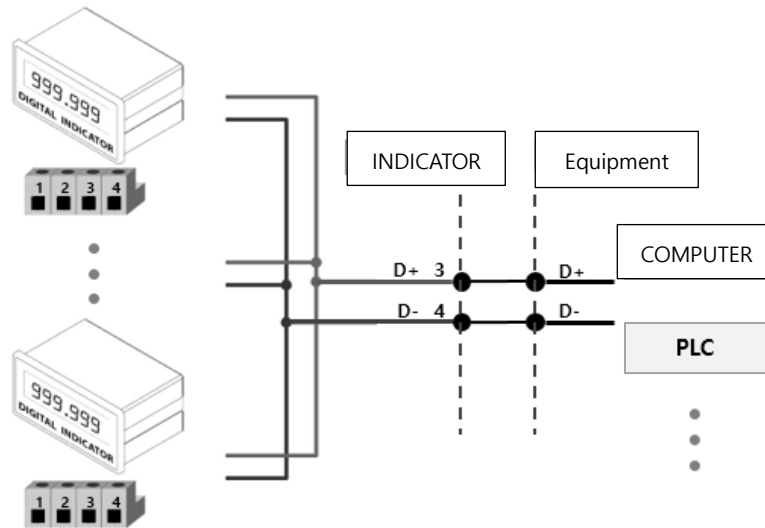 999.999
DIGITAL INDICATOR
1 2 3 4
INDICATOR
Equipment
COMPUTER
D+ 3
D+
D- 4
D-
PLC
999.999
DIGITAL INDICATOR
1 2 3 4